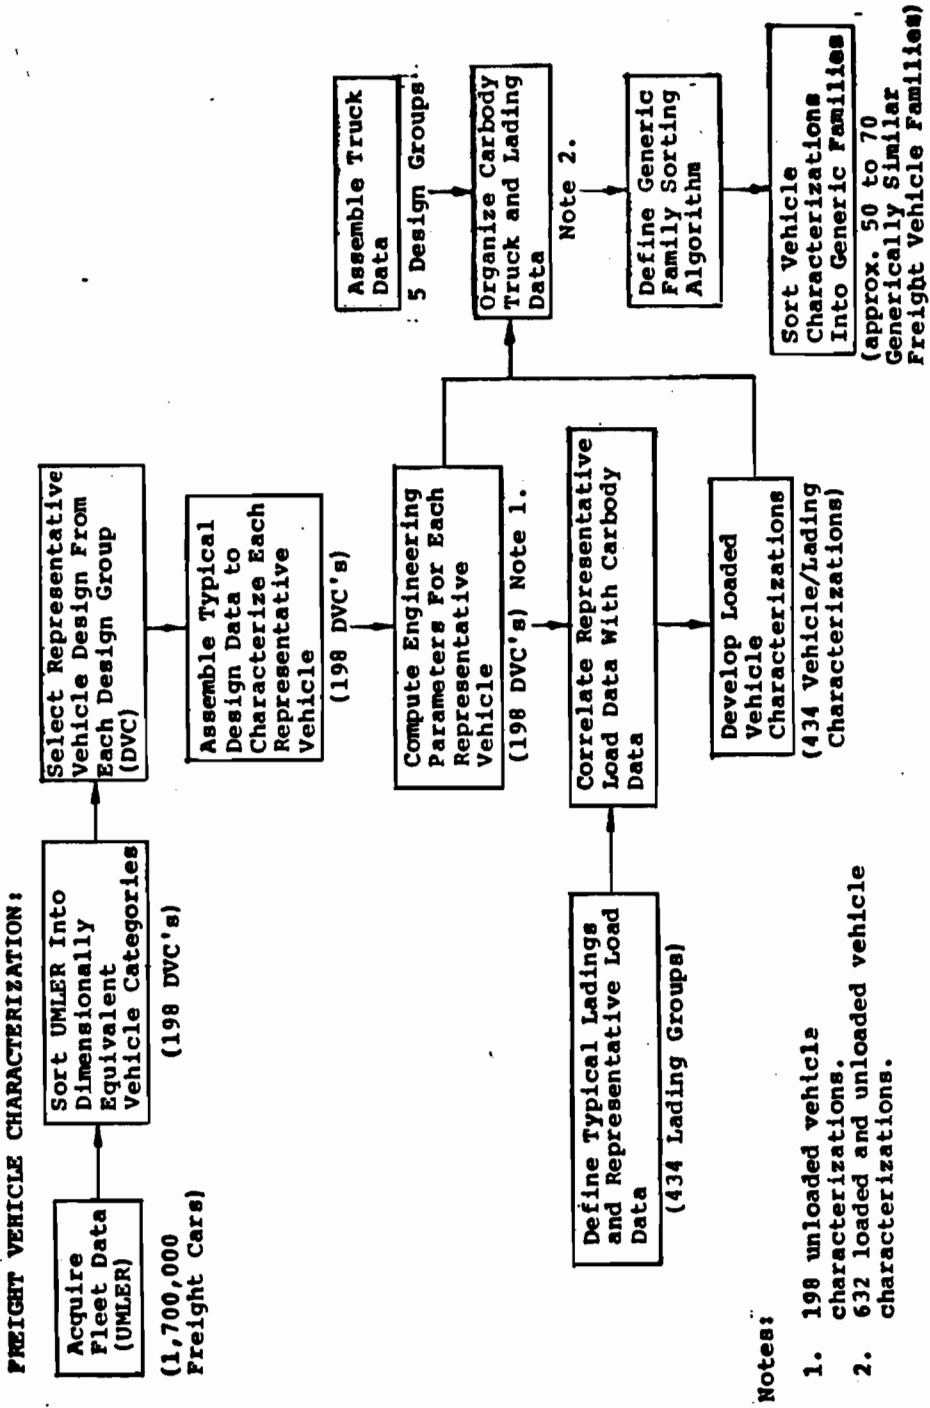 FREIGHT VEHICLE CHARACTERIZATION:
Acquire
Fleet Data
(UMLER)
(1,700,000
Freight Cars)
Sort UMLER Into
Dimensionally
Equivalent
Vehicle Categories
(198 DVC's)
Select Representative
Vehicle Design From
Each Design Group
(DVC)
Assemble Typical
Design Data to
Characterize Each
Representative
Vehicle
(198 DVC's)
Compute Engineering
Parameters For Each
Representative
Vehicle
(198 DVC's) Note 1.
Define Typical Ladings
and Representative Load
Data
(434 Lading Groups)
Correlate Representative
Load Data With Carbody
Data
Develop Loaded
Vehicle
Characterizations
(434 Vehicle/Lading
Characterizations)
Assemble Truck
Data
5 Design Groups
Organize Carbody
Truck and Lading
Data
Note 2.
Define Generic
Family Sorting
Algorithm
Sort Vehicle
Characterizations
Into Generic Families
(approx. 50 to 70
Generically Similar
Freight Vehicle Families)
Notes:
1. 198 unloaded vehicle
characterizations.
2. 632 loaded and unloaded vehicle
characterizations.